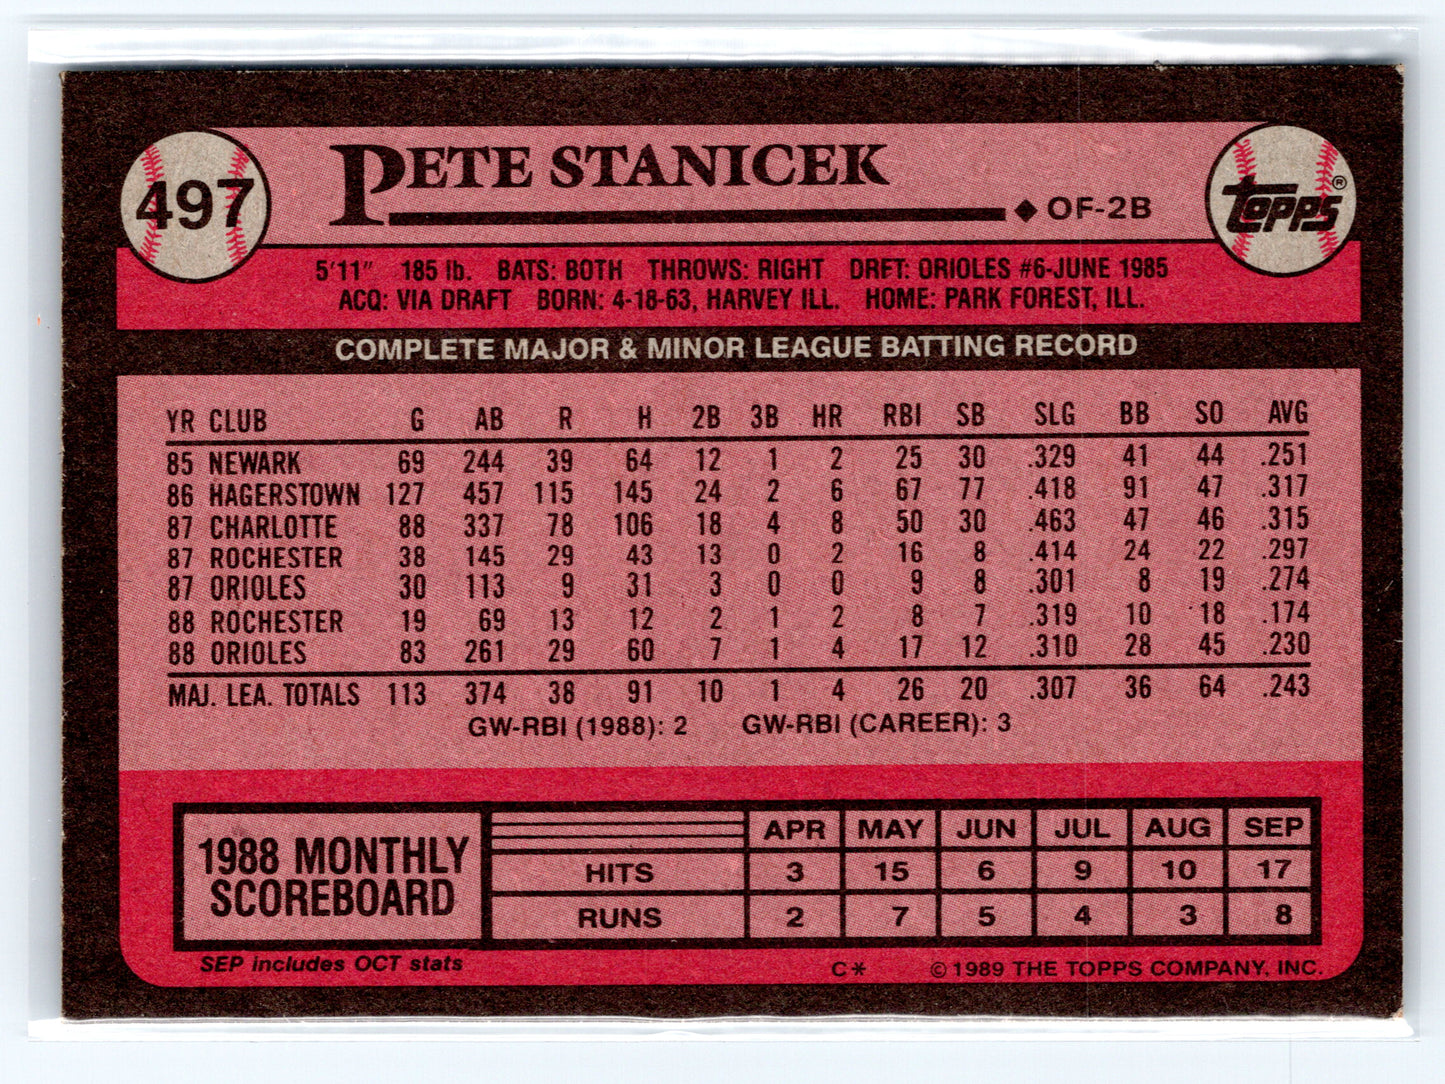 497
PETE STANICEK
◆ OF-2B
TOPPS®
5'11" 185 lb. BATS: BOTH THROWS: RIGHT DRFT: ORIOLES #6-JUNE 1985
ACQ: VIA DRAFT BORN: 4-18-63, HARVEY ILL. HOME: PARK FOREST, ILL.
COMPLETE MAJOR & MINOR LEAGUE BATTING RECORD
YR CLUB G AB R H 2B 3B HR RBI SB SLG BB SO AVG
85 NEWARK 69 244 39 64 12 1 2 25 30 .329 41 44 .251
86 HAGERSTOWN 127 457 115 145 24 2 6 67 77 .418 91 47 .317
87 CHARLOTTE 88 337 78 106 18 4 8 50 30 .463 47 46 .315
87 ROCHESTER 38 145 29 43 13 0 2 16 8 .414 24 22 .297
87 ORIOLES 30 113 9 31 3 0 0 9 8 .301 8 19 .274
88 ROCHESTER 19 69 13 12 2 1 2 8 7 .319 10 18 .174
88 ORIOLES 83 261 29 60 7 1 4 17 12 .310 28 45 .230
MAJ. LEA. TOTALS 113 374 38 91 10 1 4 26 20 .307 36 64 .243
GW-RBI (1988): 2 GW-RBI (CAREER): 3
1988 MONTHLY
SCOREBOARD
APR MAY JUN JUL AUG SEP
HITS 3 15 6 9 10 17
RUNS 2 7 5 4 3 8
SEP includes OCT stats
C* © 1989 THE TOPPS COMPANY, INC.